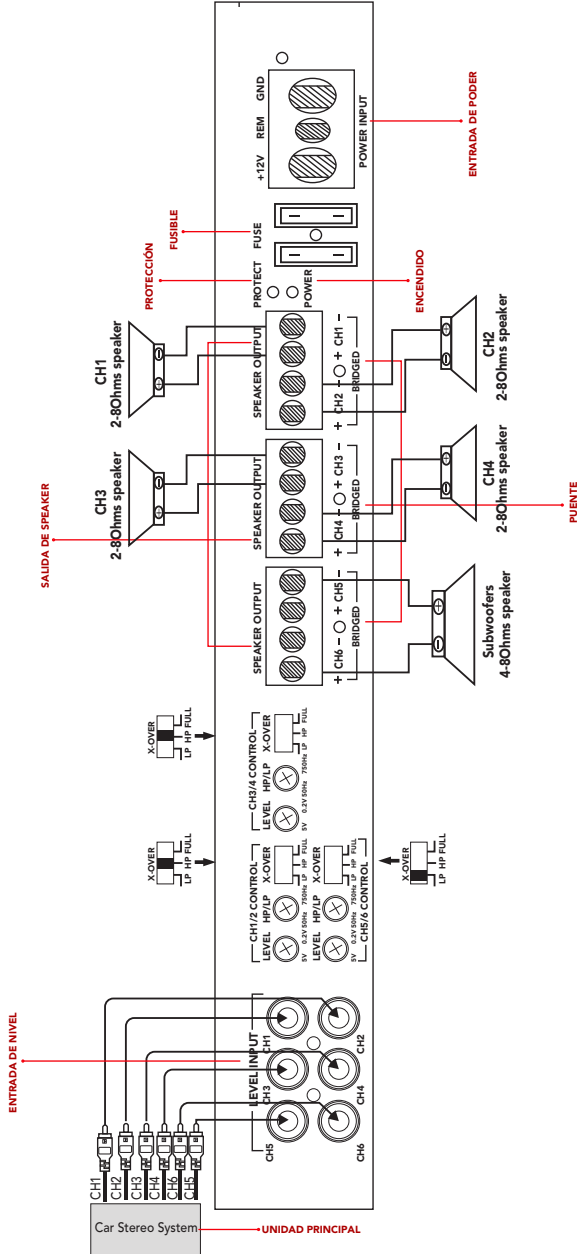 GND
REM
+12V
POWER INPUT
ENTRADA DE PODER
FUSIBLE
FUSE
PROTECCIÓN
PROTECT
POWER
ENCENDIDO
CH1
2-8Ohms speaker
SPEAKER OUTPUT
+ CH2 - + CH1 -
BRIDGED
CH2
2-8Ohms speaker
CH3
2-8Ohms speaker
SPEAKER OUTPUT
+ CH4 - + CH3 -
BRIDGED
CH4
2-8Ohms speaker
SALIDA DE SPEAKER
PUENTE
SPEAKER OUTPUT
+ CH6 - + CH5 -
BRIDGED
Subwoofers
4-8Ohms speaker
X-OVER
LP HP FULL
CH3/4 CONTROL
LEVEL HP/LP X-OVER
5V 0.2V 50Hz 750Hz LP HP FULL
X-OVER
LP HP FULL
CH1/2 CONTROL
LEVEL HP/LP X-OVER
5V 0.2V 50Hz 750Hz LP HP FULL
LEVEL HP/LP X-OVER
5V 0.2V 50Hz 750Hz LP HP FULL
CH5/6 CONTROL
X-OVER
LP HP FULL
ENTRADA DE NIVEL
LEVEL INPUT
CH1
CH3
CH5
CH2
CH4
CH6
CH1
CH2
CH3
CH4
CH6
CH5
Car Stereo System
UNIDAD PRINCIPAL